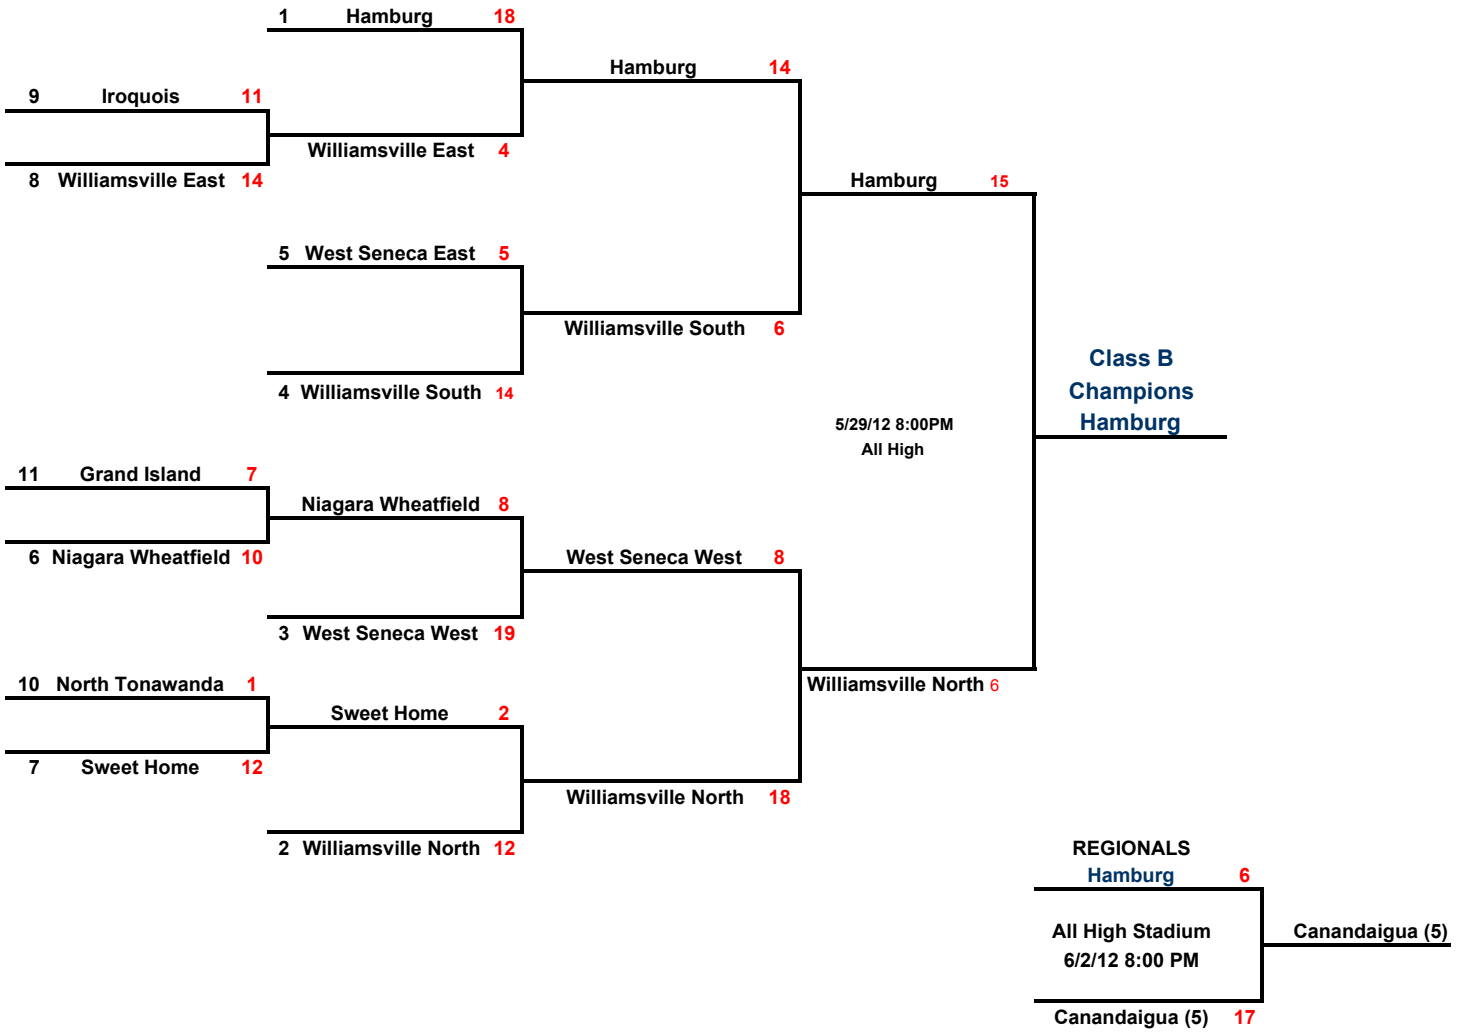 1 Hamburg 18
Hamburg 14
9 Iroquois 11
Williamsville East 4
8 Williamsville East 14
Hamburg 15
5 West Seneca East 5
Williamsville South 6
Class B
Champions
Hamburg
4 Williamsville South 14
5/29/12 8:00PM
All High
11 Grand Island 7
Niagara Wheatfield 8
6 Niagara Wheatfield 10
West Seneca West 8
3 West Seneca West 19
10 North Tonawanda 1
Williamsville North 6
Sweet Home 2
7 Sweet Home 12
Williamsville North 18
2 Williamsville North 12
REGIONALS
Hamburg 6
All High Stadium
6/2/12 8:00 PM
Canandaigua (5)
Canandaigua (5) 17